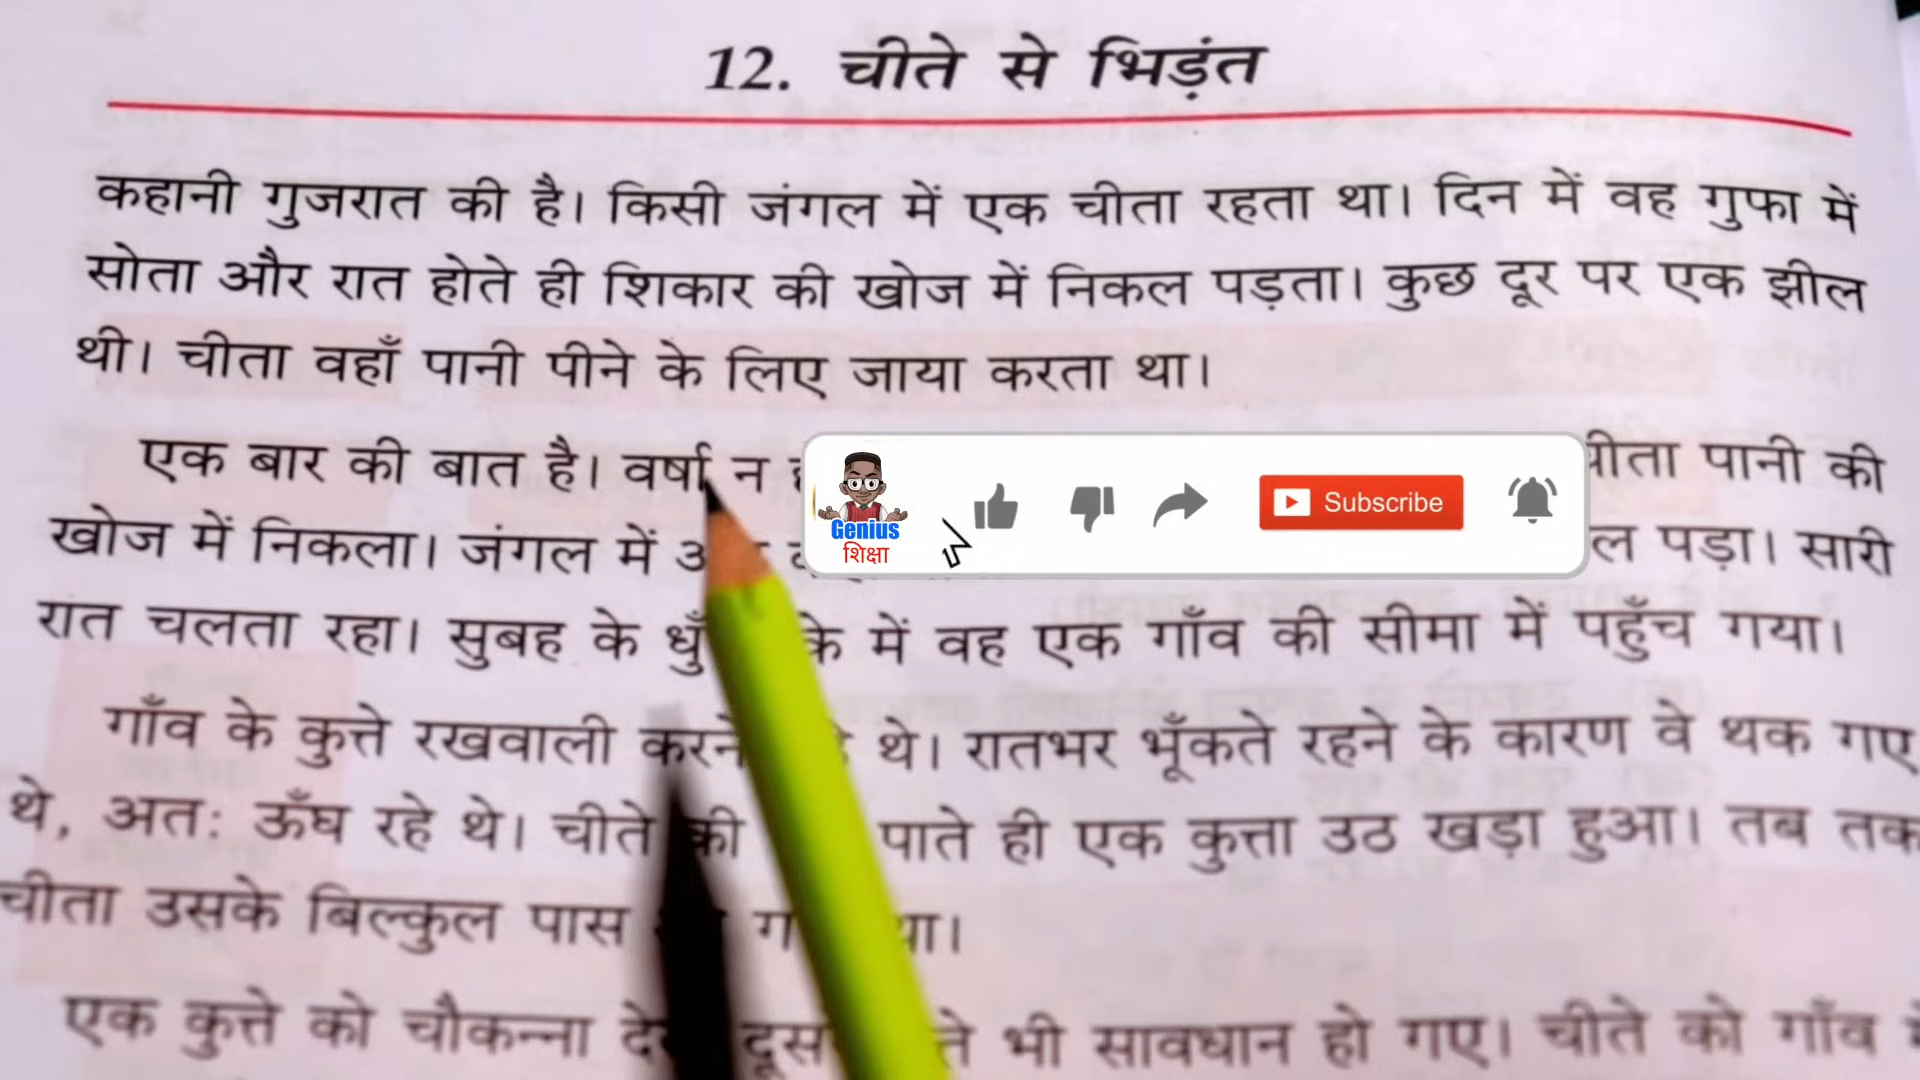 12. चीते से भिड़ंत
कहानी गुजरात की है। किसी जंगल में एक चीता रहता था। दिन में वह गुफा में
सोता और रात होते ही शिकार की खोज में निकल पड़ता। कुछ दूर पर एक झील
थी। चीता वहाँ पानी पीने के लिए जाया करता था।
एक बार की बात है। वर्षा न पानी की
खोज में निकला। जंगल में पड़ा। सारी
रात चलता रहा। सुबह के में वह एक गाँव की सीमा में पहुँच गया।
गाँव के कुत्ते रखवाली थे। रातभर भूँकते रहने के कारण वे थक गए
थे, अतः ऊँघ रहे थे। चीते की पाते ही एक कुत्ता उठ खड़ा हुआ। तब तक
चीता उसके बिल्कुल पास
एक कुत्ते को चौकन्ना भी सावधान हो गए। चीते को गाँव
Genius
शिक्षा
Subscribe